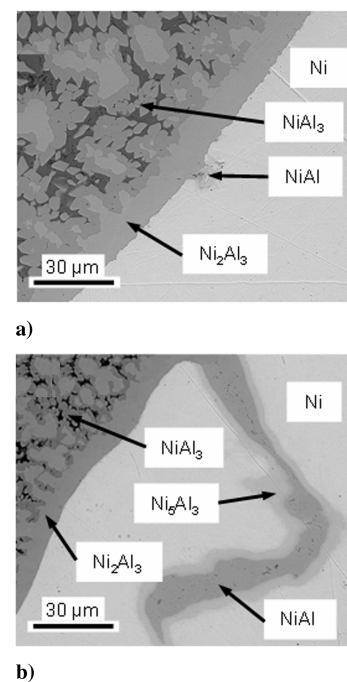 Ni
NiAl₃
NiAl
Ni₂Al₃
30 µm
a)
Ni
NiAl₃
Ni₅Al₃
Ni₂Al₃
30 µm
NiAl
b)